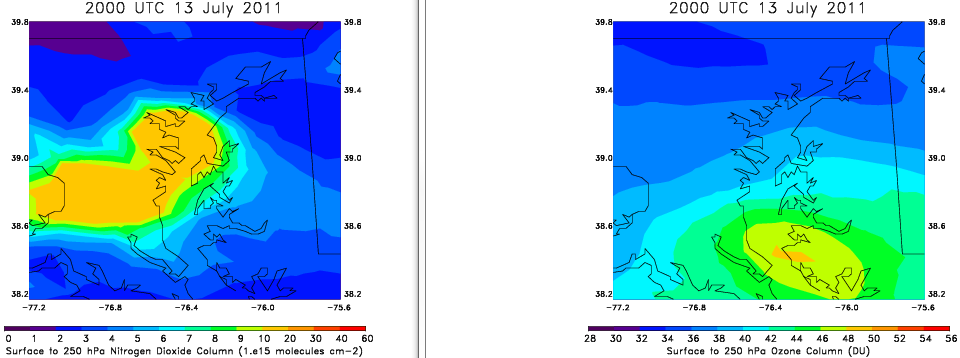 2000 UTC 13 July 2011
39.8 39.8
39.4 39.4
39.0 39.0
38.6 38.6
38.2 38.2
−77.2 −76.8 −76.4 −76.0 −75.6
0 1 2 3 4 5 6 7 8 9 10 20 30 40 60
Surface to 250 hPa Nitrogen Dioxide Column (1.e15 molecules cm−2)
2000 UTC 13 July 2011
39.8 39.8
39.4 39.4
39.0 39.0
38.6 38.6
38.2 38.2
−77.2 −76.8 −76.4 −76.0 −75.6
28 30 32 34 36 38 40 42 44 46 48 50 52 54 56
Surface to 250 hPa Ozone Column (DU)